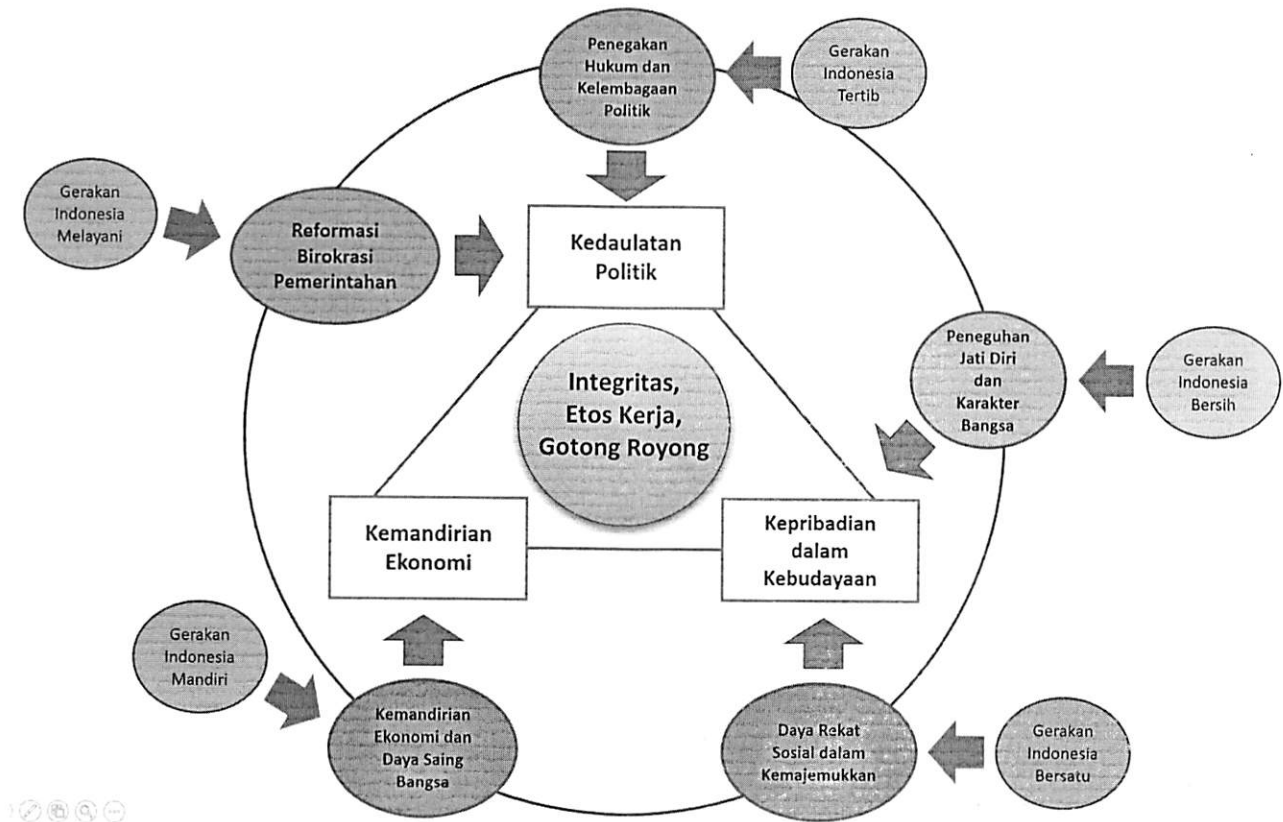 Penegakan
Hukum dan
Kelembagaan
Politik
Gerakan
Indonesia
Tertib
Gerakan
Indonesia
Melayani
Reformasi
Birokrasi
Pemerintahan
Kedaulatan
Politik
Peneguhan
Jati Diri
dan
Karakter
Bangsa
Gerakan
Indonesia
Bersih
Integritas,
Etos Kerja,
Gotong Royong
Kemandirian
Ekonomi
Kepribadian
dalam
Kebudayaan
Gerakan
Indonesia
Mandiri
Kemandirian
Ekonomi dan
Daya Saing
Bangsa
Daya Rekat
Sosial dalam
Kemajemukkan
Gerakan
Indonesia
Bersatu